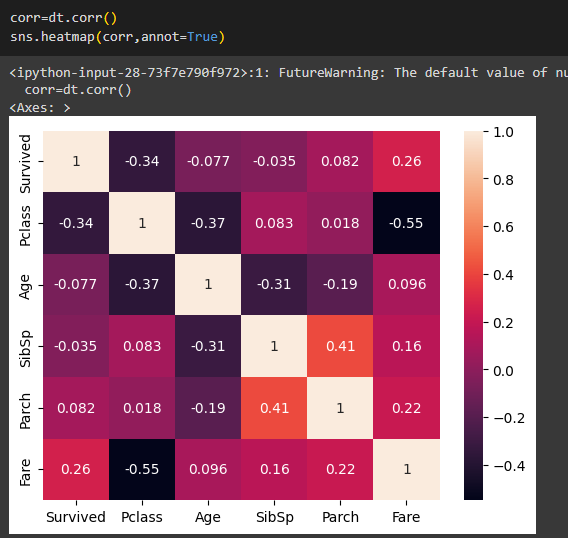 corr=dt.corr()
sns.heatmap(corr,annot=True)
<ipython-input-28-73f7e790f972>:1: FutureWarning: The default value of
corr=dt.corr()
<Axes: >
Survived 1 -0.34 -0.077 -0.035 0.082 0.26
Pclass -0.34 1 -0.37 0.083 0.018 -0.55
Age -0.077 -0.37 1 -0.31 -0.19 0.096
SibSp -0.035 0.083 -0.31 1 0.41 0.16
Parch 0.082 0.018 -0.19 0.41 1 0.22
Fare 0.26 -0.55 0.096 0.16 0.22 1
Survived Pclass Age SibSp Parch Fare
1.0
0.8
0.6
0.4
0.2
0.0
−0.2
−0.4